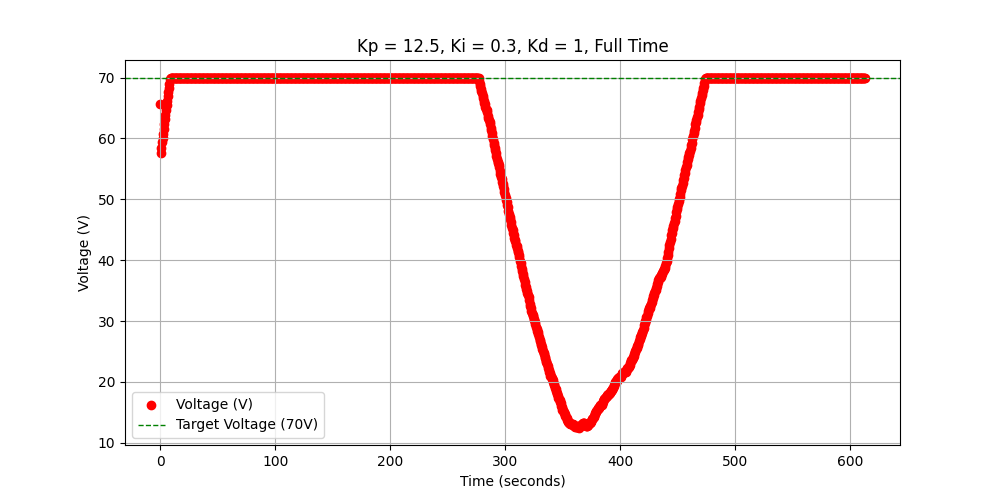 Kp = 12.5, Ki = 0.3, Kd = 1, Full Time
Voltage (V)
70
60
50
40
30
20
10
Voltage (V)
Target Voltage (70V)
0
100
200
300
400
500
600
Time (seconds)